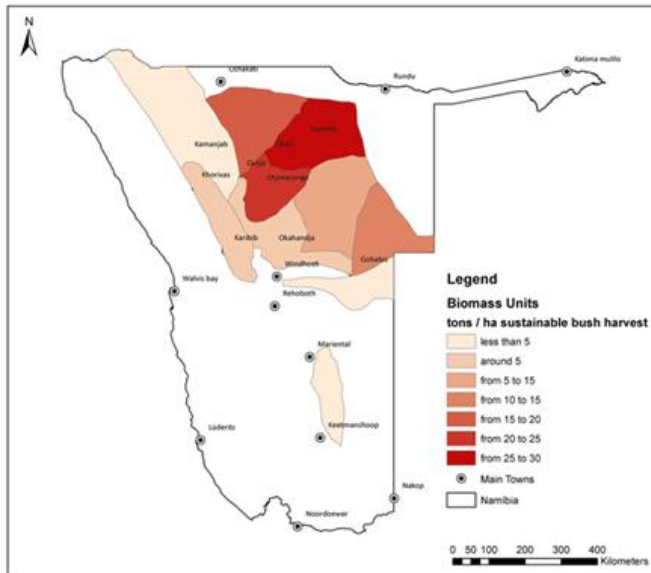 N
Katima mulilo
Oshakati
Rundu
Kamanjab
Khorixas
Karibib
Okahandja
Gobabis
Windhoek
Walvis bay
Rehoboth
Mariental
Keetmanshoop
Lüderitz
Nakop
Noordoewer
Legend
Biomass Units
tons / ha sustainable bush harvest
less than 5
around 5
from 5 to 15
from 10 to 15
from 15 to 20
from 20 to 25
from 25 to 30
Main Towns
Namibia
0 50 100 200 300 400
Kilometers